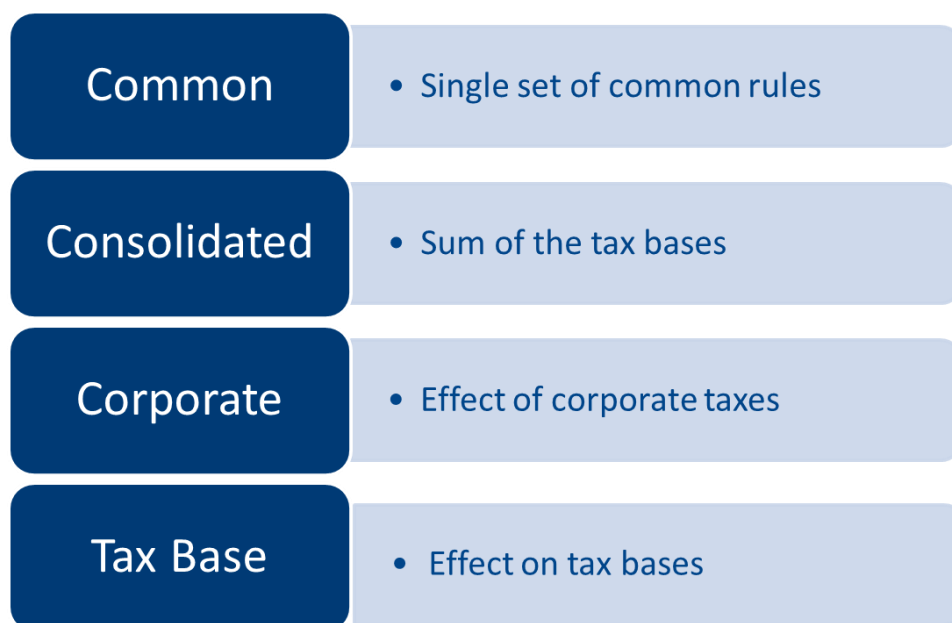 Common
• Single set of common rules
Consolidated
• Sum of the tax bases
Corporate
• Effect of corporate taxes
Tax Base
• Effect on tax bases